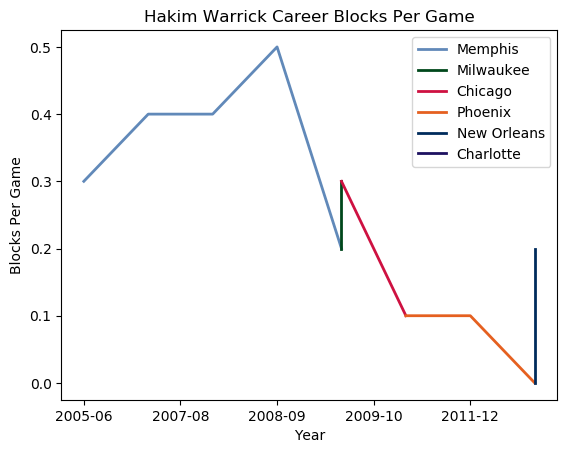 Hakim Warrick Career Blocks Per Game
0.5
0.4
0.3
0.2
0.1
0.0
Blocks Per Game
Memphis
Milwaukee
Chicago
Phoenix
New Orleans
Charlotte
2005-06 2007-08 2008-09 2009-10 2011-12
Year